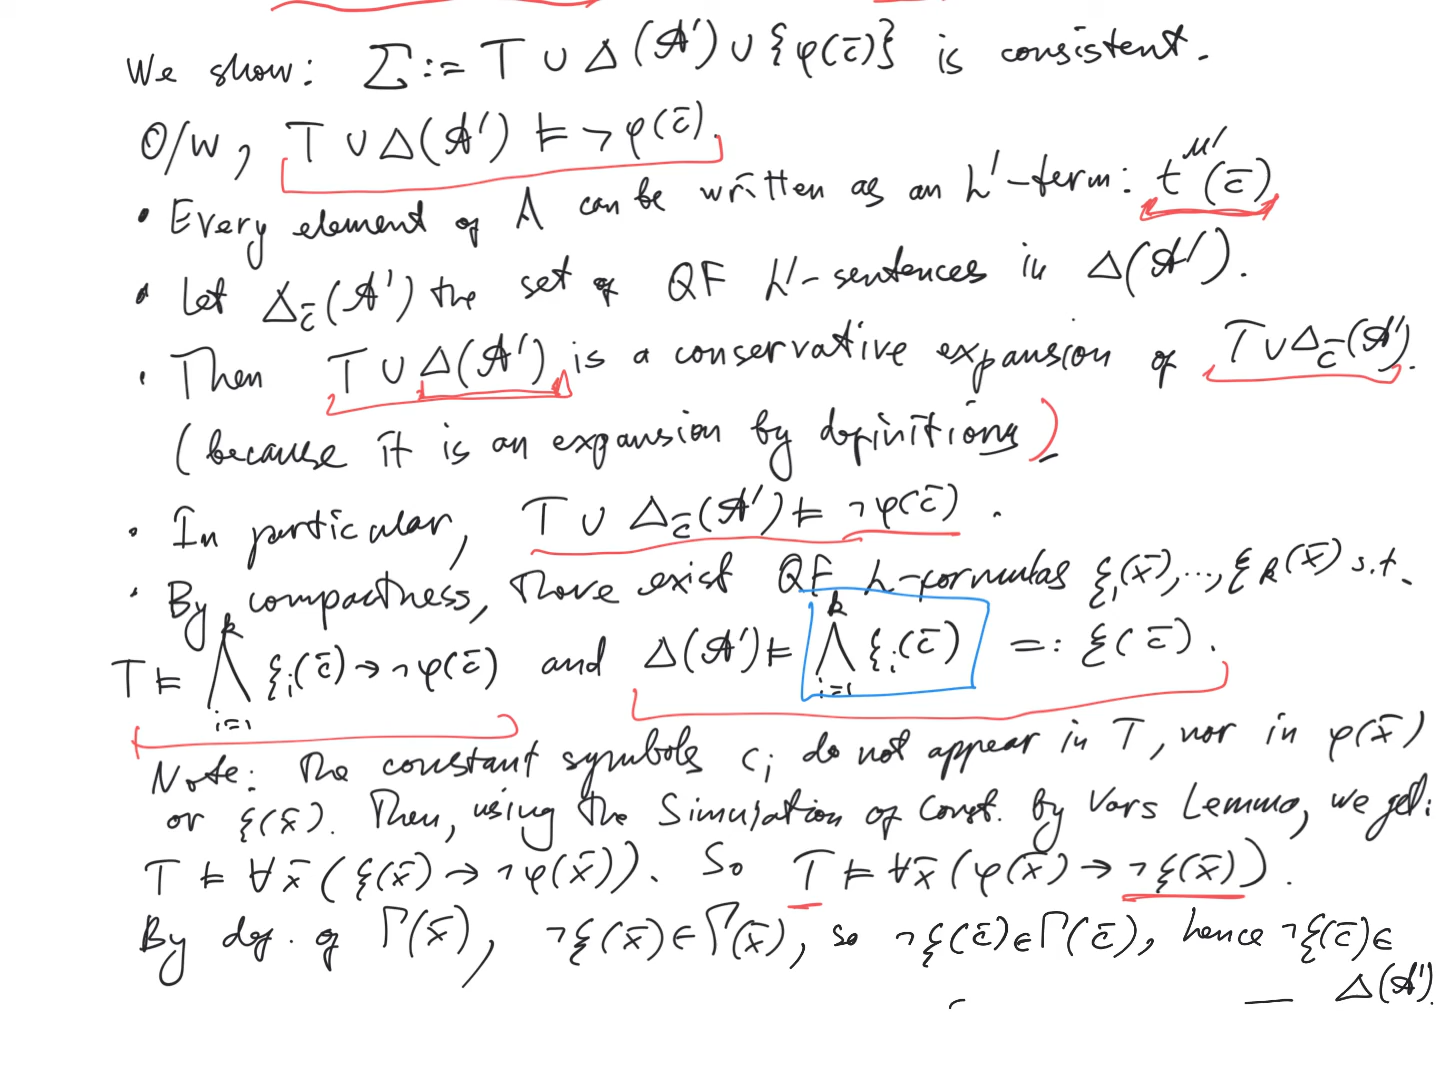 We show: Σ := T ∪ Δ(𝒜') ∪ {φ(c̄)} is consistent.
O/w, T ∪ Δ(𝒜') ⊨ ¬φ(c̄).
• Every element of A can be written as an L'-term: t^𝓜'(c̄)
• Let Δ_c̄(𝒜') the set of QF L'-sentences in Δ(𝒜').
• Then T ∪ Δ(𝒜') is a conservative expansion of T ∪ Δ_c̄(𝒜').
(because it is an expansion by definitions)
• In particular, T ∪ Δ_c̄(𝒜') ⊨ ¬φ(c̄).
• By compactness, there exist QF L-formulas ξ₁(x̄),...,ξ_k(x̄) s.t.
T ⊨ ⋀_{i=1}^k ξ_i(c̄) → ¬φ(c̄) and Δ(𝒜') ⊨ ⋀_{i=1}^k ξ_i(c̄) =: ξ(c̄).
Note: The constant symbols c_i do not appear in T, nor in φ(x̄)
or ξ(x̄). Then, using the Simulation of Const. by Vars Lemma, we get:
T ⊨ ∀x̄(ξ(x̄) → ¬φ(x̄)). So T ⊨ ∀x̄(φ(x̄) → ¬ξ(x̄)).
By def. of Γ(x̄), ¬ξ(x̄) ∈ Γ(x̄), so ¬ξ(c̄) ∈ Γ(c̄), hence ¬ξ(c̄) ∈
Δ(𝒜').